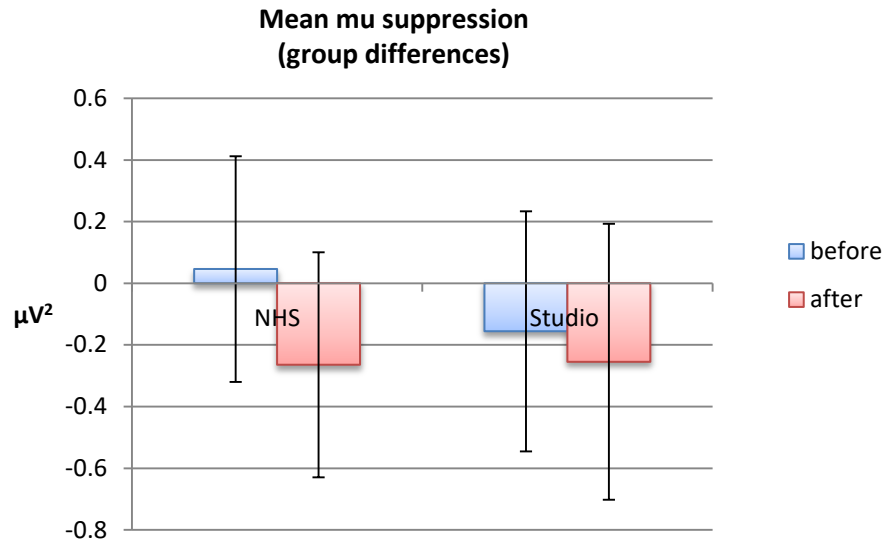 Mean mu suppression
(group differences)
0.6
0.4
0.2
0
-0.2
-0.4
-0.6
-0.8
µV²
NHS
Studio
before
after